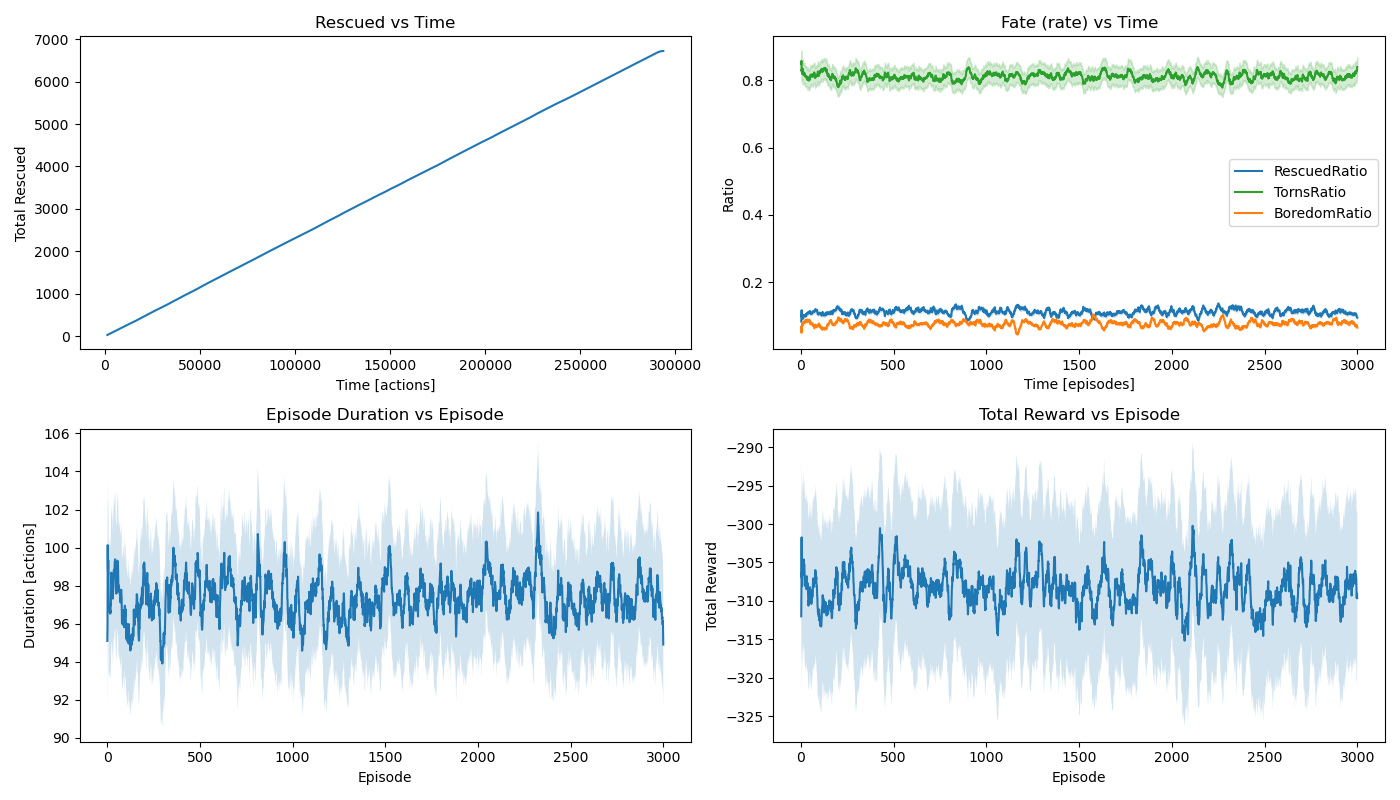 Rescued vs Time
7000
6000
5000
4000
3000
2000
1000
0
Total Rescued
0 50000 100000 150000 200000 250000 300000
Time [actions]
Fate (rate) vs Time
0.8
0.6
0.4
0.2
Ratio
RescuedRatio
TornsRatio
BoredomRatio
0 500 1000 1500 2000 2500 3000
Time [episodes]
Episode Duration vs Episode
106
104
102
100
98
96
94
92
90
Duration [actions]
0 500 1000 1500 2000 2500 3000
Episode
Total Reward vs Episode
−290
−295
−300
−305
−310
−315
−320
−325
Total Reward
0 500 1000 1500 2000 2500 3000
Episode